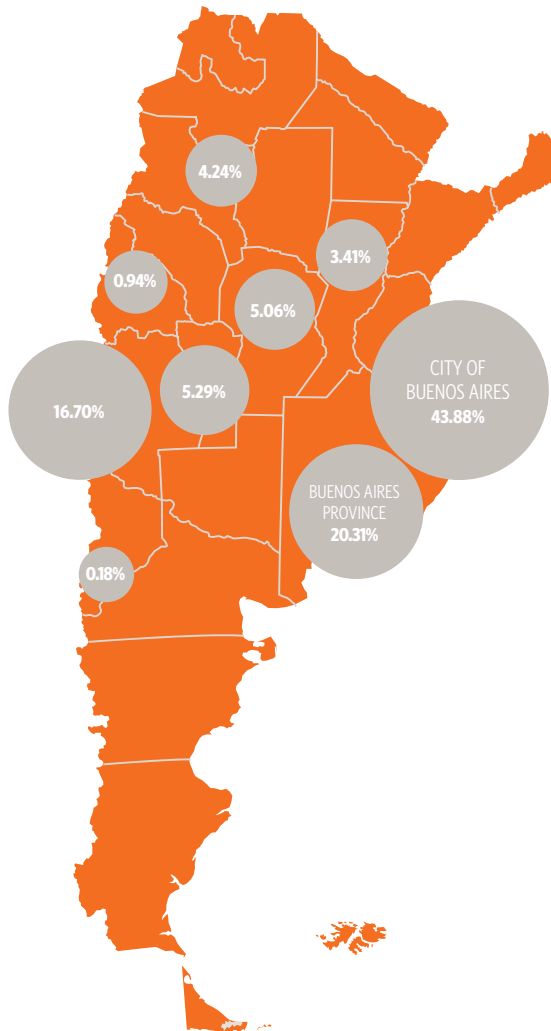 4.24%
3.41%
0.94%
5.06%
CITY OF
BUENOS AIRES
43.88%
5.29%
16.70%
BUENOS AIRES
PROVINCE
20.31%
0.18%